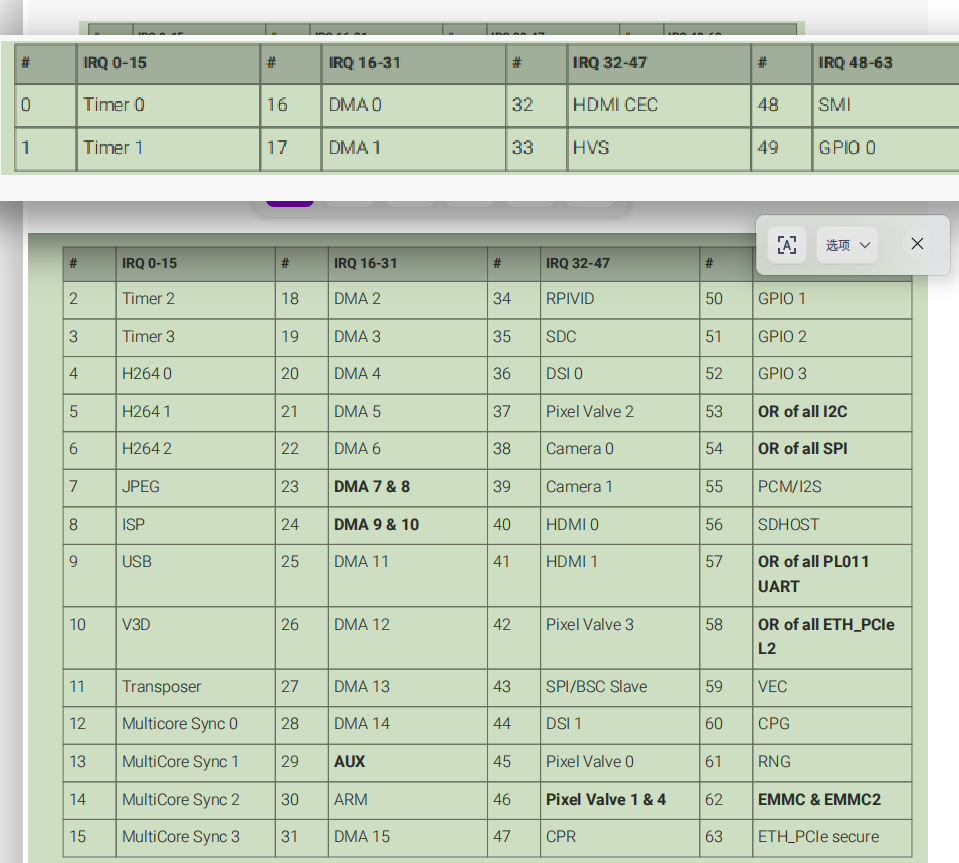 # IRQ 0-15 # IRQ 16-31 # IRQ 32-47 # IRQ 48-63
0 Timer 0 16 DMA 0 32 HDMI CEC 48 SMI
1 Timer 1 17 DMA 1 33 HVS 49 GPIO 0
选项
# IRQ 0-15 # IRQ 16-31 # IRQ 32-47 #
2 Timer 2 18 DMA 2 34 RPIVID 50 GPIO 1
3 Timer 3 19 DMA 3 35 SDC 51 GPIO 2
4 H264 0 20 DMA 4 36 DSI 0 52 GPIO 3
5 H264 1 21 DMA 5 37 Pixel Valve 2 53 OR of all I2C
6 H264 2 22 DMA 6 38 Camera 0 54 OR of all SPI
7 JPEG 23 DMA 7 & 8 39 Camera 1 55 PCM/I2S
8 ISP 24 DMA 9 & 10 40 HDMI 0 56 SDHOST
9 USB 25 DMA 11 41 HDMI 1 57 OR of all PL011
UART
10 V3D 26 DMA 12 42 Pixel Valve 3 58 OR of all ETH_PCIe
L2
11 Transposer 27 DMA 13 43 SPI/BSC Slave 59 VEC
12 Multicore Sync 0 28 DMA 14 44 DSI 1 60 CPG
13 MultiCore Sync 1 29 AUX 45 Pixel Valve 0 61 RNG
14 MultiCore Sync 2 30 ARM 46 Pixel Valve 1 & 4 62 EMMC & EMMC2
15 MultiCore Sync 3 31 DMA 15 47 CPR 63 ETH_PCIe secure